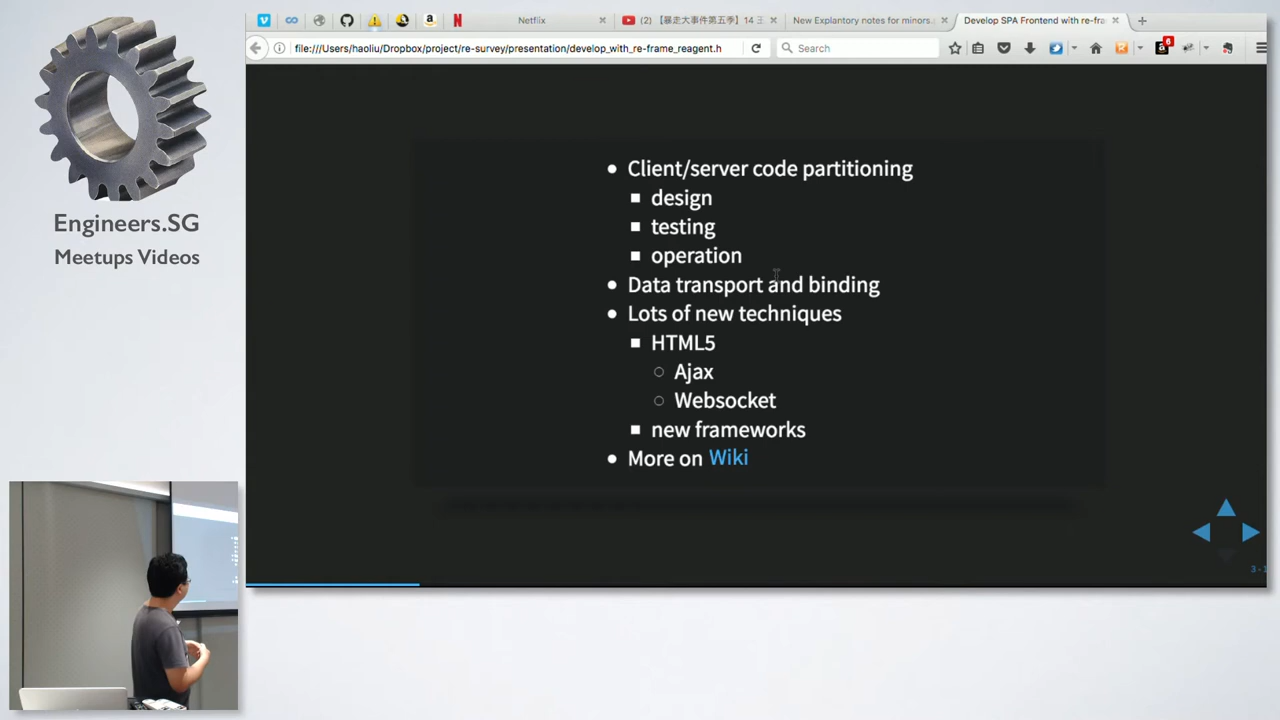 Netflix
(2) 【暴走大事件第五季】14 王
New Explantory notes for minors.
Develop SPA Frontend with re-fra
file:///Users/haoliu/Dropbox/project/re-survey/presentation/develop_with_re-frame_reagent.h
Search
6
Engineers.SG
Meetups Videos
Client/server code partitioning
design
testing
operation
Data transport and binding
Lots of new techniques
HTML5
Ajax
Websocket
new frameworks
More on Wiki